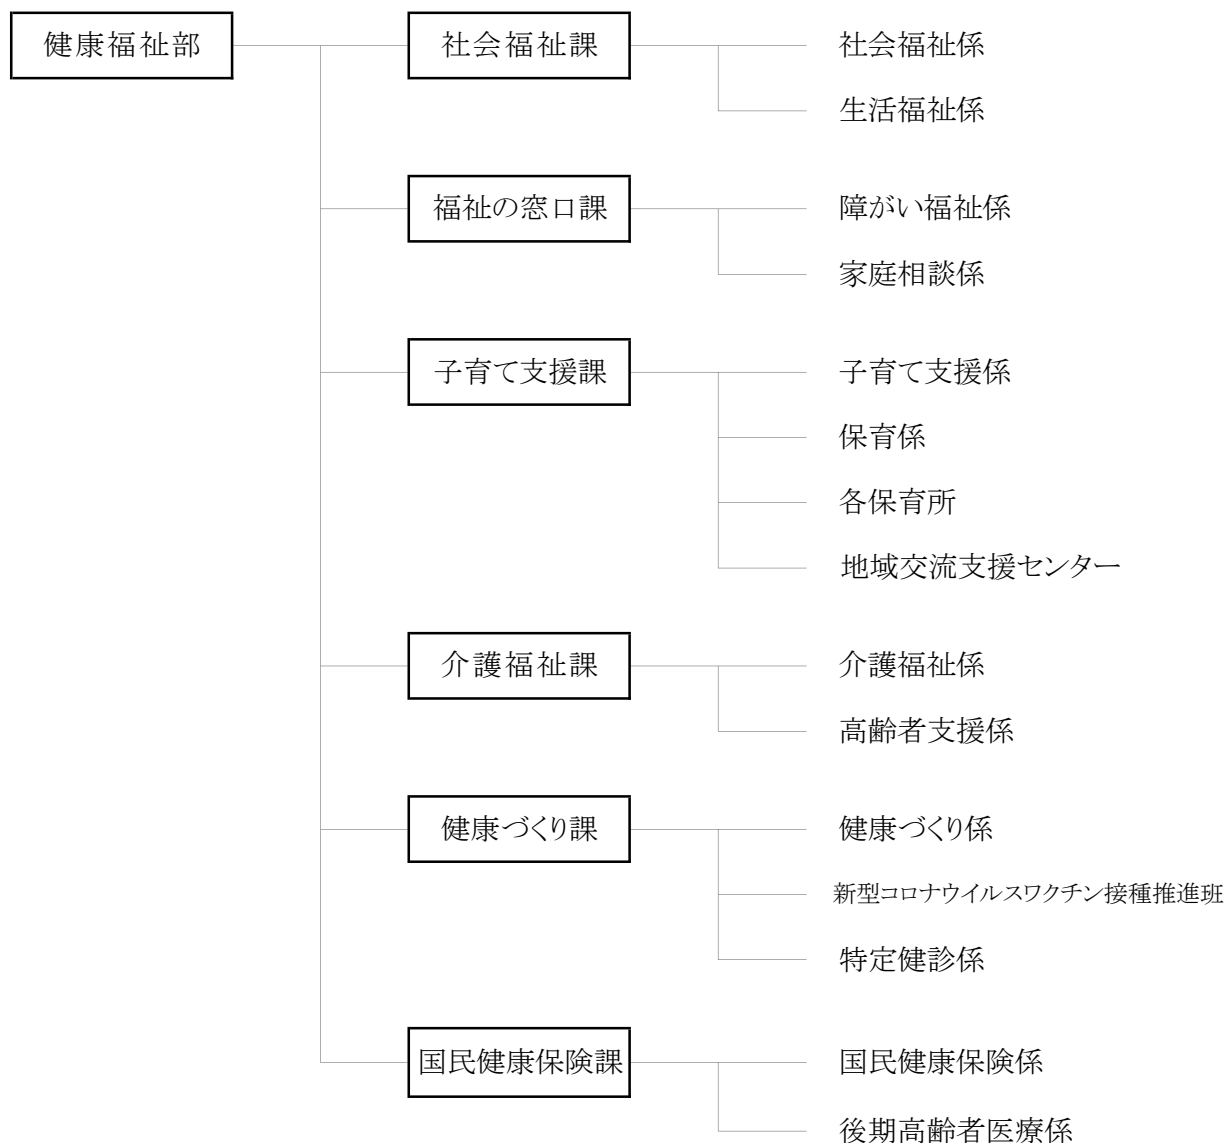 健康福祉部
社会福祉課
社会福祉係
生活福祉係
福祉の窓口課
障がい福祉係
家庭相談係
子育て支援課
子育て支援係
保育係
各保育所
地域交流支援センター
介護福祉課
介護福祉係
高齢者支援係
健康づくり課
健康づくり係
新型コロナウイルスワクチン接種推進班
特定健診係
国民健康保険課
国民健康保険係
後期高齢者医療係